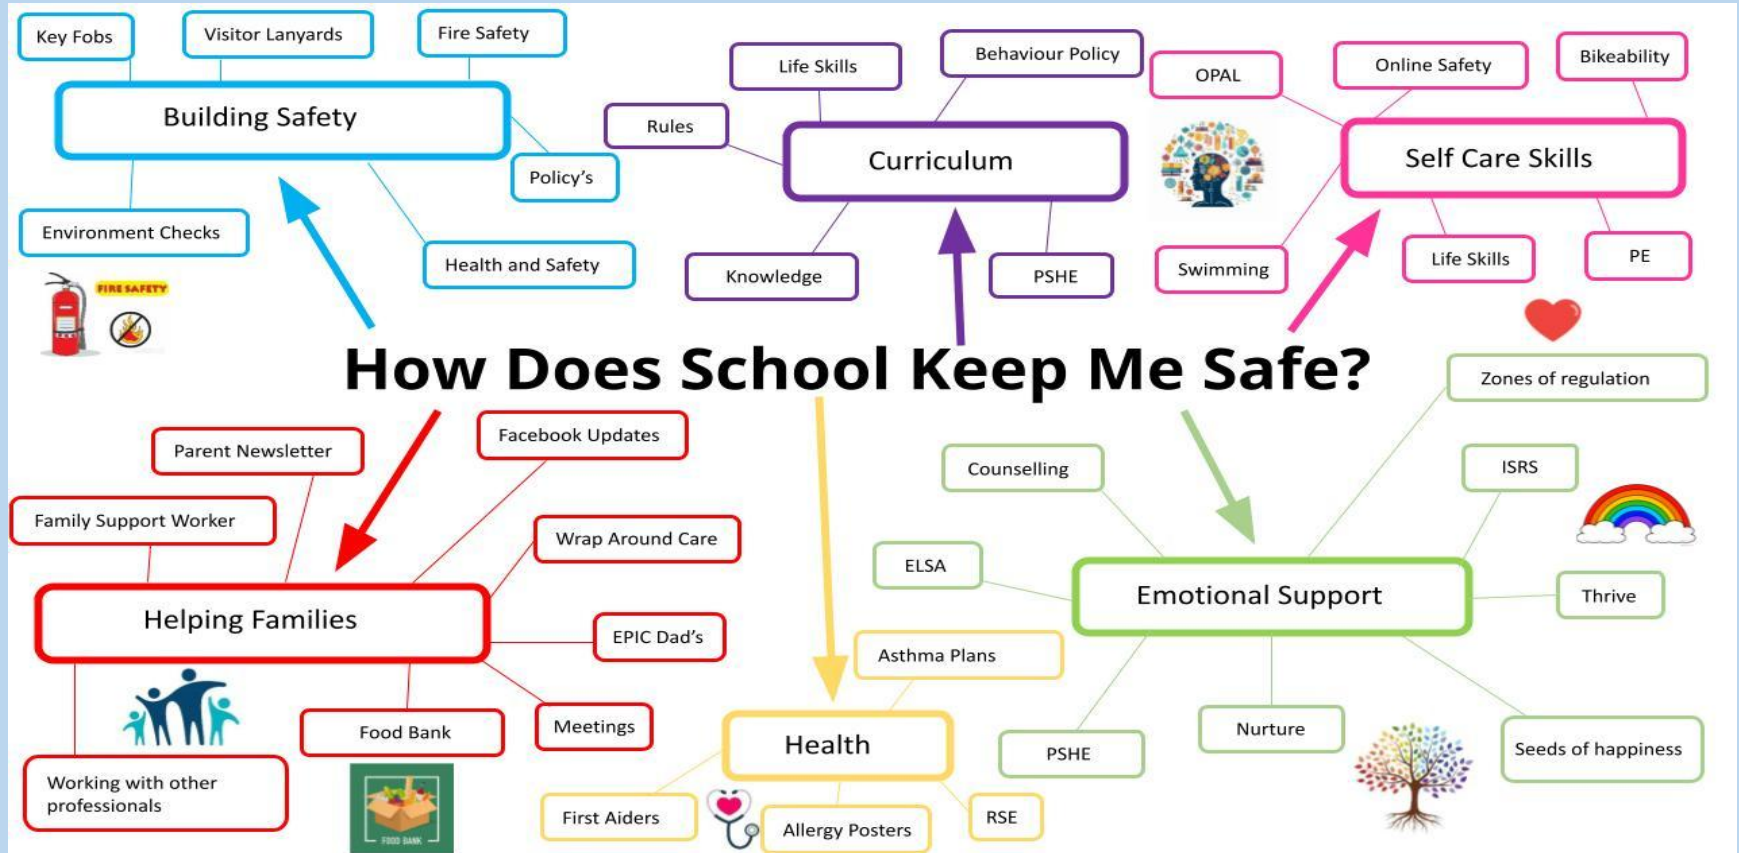 Key Fobs
Visitor Lanyards
Fire Safety
Building Safety
Policy's
Environment Checks
Health and Safety
FIRE SAFETY
Life Skills
Behaviour Policy
Rules
Curriculum
Knowledge
PSHE
OPAL
Online Safety
Bikeability
Self Care Skills
Swimming
Life Skills
PE
How Does School Keep Me Safe?
Parent Newsletter
Facebook Updates
Family Support Worker
Wrap Around Care
Helping Families
EPIC Dad's
Food Bank
Meetings
Working with other
professionals
FOOD BANK
Asthma Plans
Health
First Aiders
Allergy Posters
RSE
Zones of regulation
Counselling
ISRS
ELSA
Emotional Support
Thrive
PSHE
Nurture
Seeds of happiness